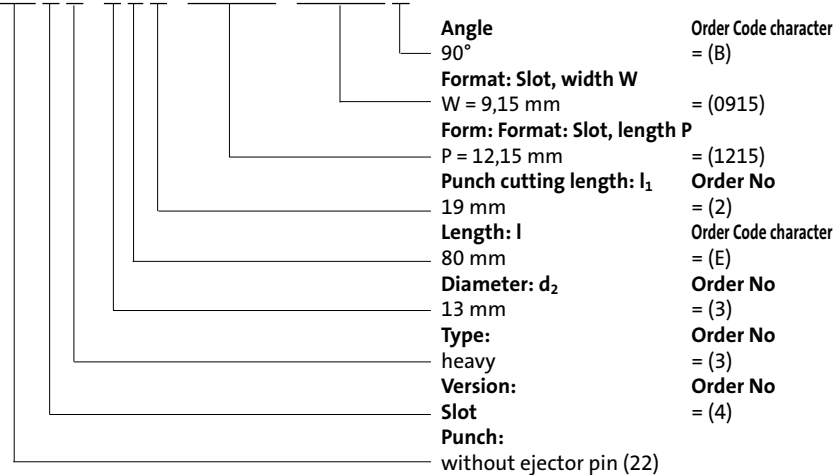 Angle Order Code character
90° = (B)
Format: Slot, width W
W = 9,15 mm = (0915)
Form: Format: Slot, length P
P = 12,15 mm = (1215)
Punch cutting length: l₁ Order No
19 mm = (2)
Length: l Order Code character
80 mm = (E)
Diameter: d₂ Order No
13 mm = (3)
Type: Order No
heavy = (3)
Version: Order No
Slot = (4)
Punch:
without ejector pin (22)